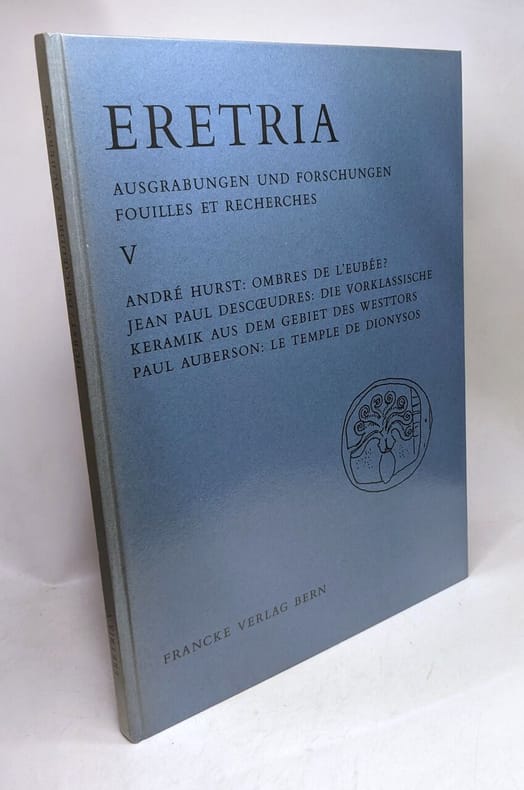 ERETRIA
AUSGRABUNGEN UND FORSCHUNGEN
FOUILLES ET RECHERCHES
V
ANDRÉ HURST: OMBRES DE L'EUBÉE?
JEAN PAUL DESCŒUDRES: DIE VORKLASSISCHE
KERAMIK AUS DEM GEBIET DES WESTTORS
PAUL AUBERSON: LE TEMPLE DE DIONYSOS
FRANCKE VERLAG BERN
ERETRIA V